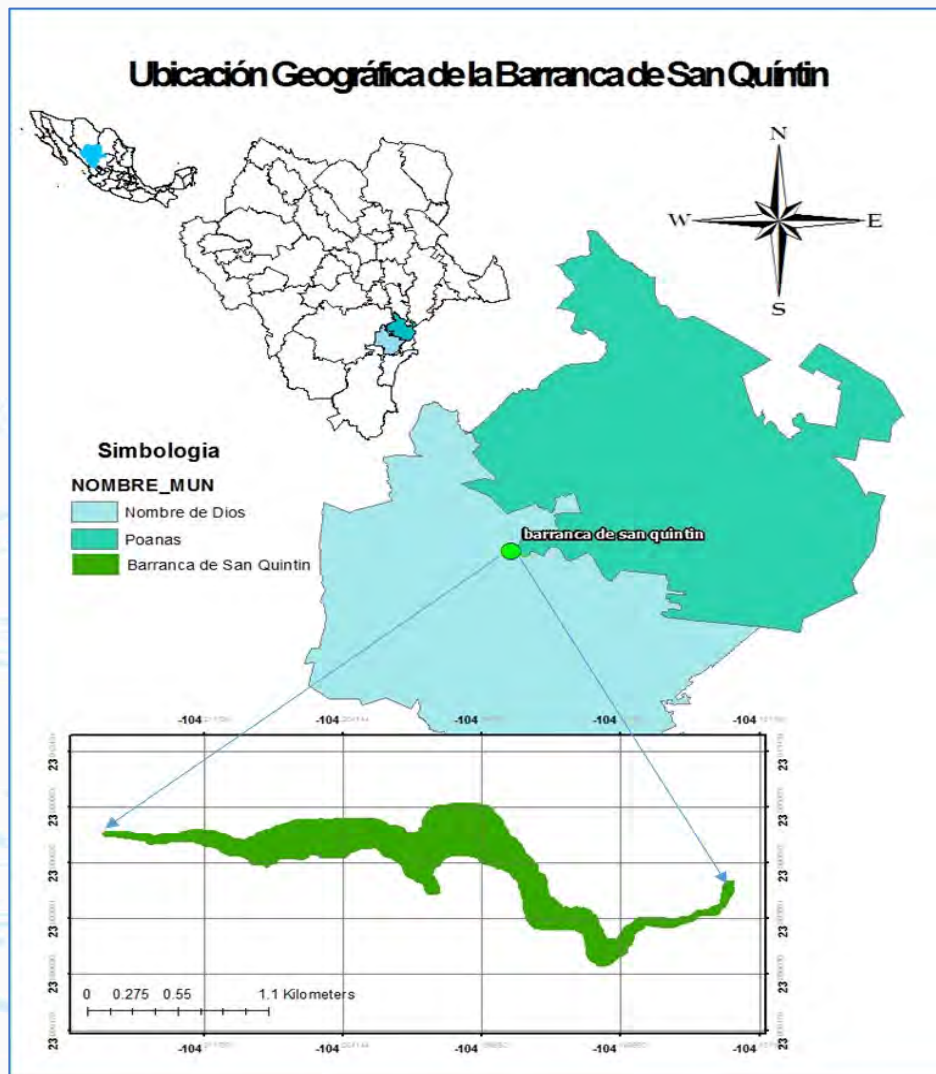 Ubicación Geográfica de la Barranca de San Quíntin
N
W E
S
Simbologia
NOMBRE_MUN
Nombre de Dios
Poanas
Barranca de San Quintin
barranca de san quintin
-104 -104 -104 -104 -104
23 23
23 23
23 23
23 23
23 23
23 23
0 0.275 0.55 1.1 Kilometers
-104 -104 -104 -104 -104